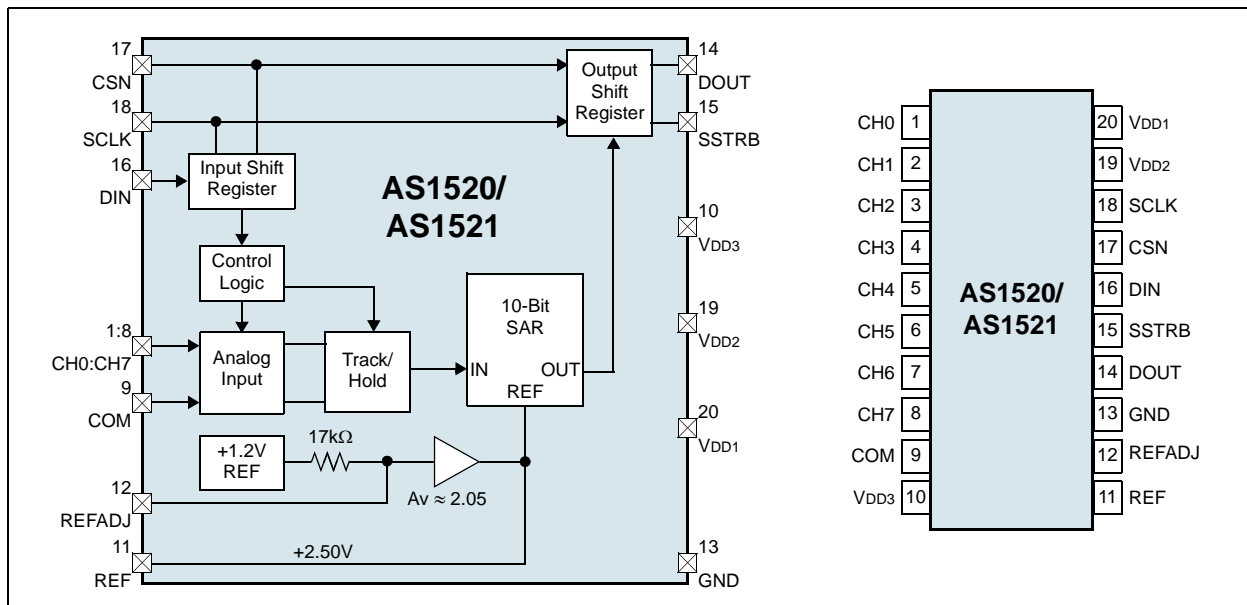 17
CSN
18
SCLK
16
DIN
Input Shift
Register
Output
Shift
Register
14
DOUT
15
SSTRB
AS1520/
AS1521
10
VDD3
Control
Logic
19
VDD2
1:8
CH0:CH7
9
COM
Analog
Input
Track/
Hold
10-Bit
SAR
IN
OUT
REF
20
VDD1
+1.2V
REF
17kΩ
Av ≈ 2.05
12
REFADJ
11
REF
+2.50V
13
GND
CH0 1
CH1 2
CH2 3
CH3 4
CH4 5
CH5 6
CH6 7
CH7 8
COM 9
VDD3 10
AS1520/
AS1521
20 VDD1
19 VDD2
18 SCLK
17 CSN
16 DIN
15 SSTRB
14 DOUT
13 GND
12 REFADJ
11 REF